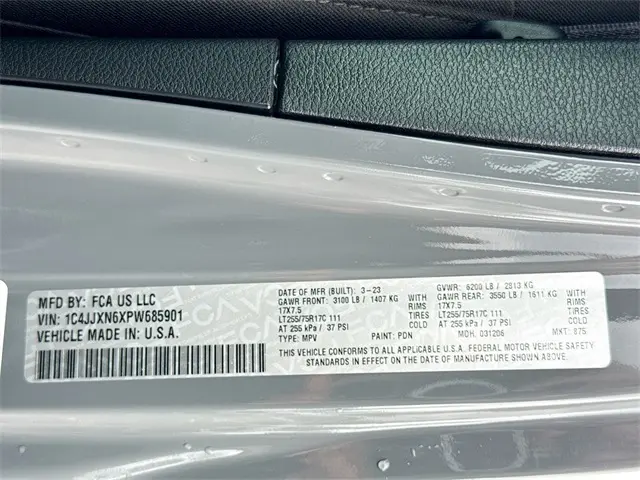 MFD BY: FCA US LLC
VIN: 1C4JJXN6XPW685901
VEHICLE MADE IN: U.S.A.
DATE OF MFR (BUILT): 3-23 GVWR: 6200 LB / 2813 KG
GAWR FRONT: 3100 LB / 1407 KG GAWR REAR: 3550 LB / 1611 KG
17X7.5 RIMS 17X7.5 RIMS
LT255/75R17C 111 TIRES LT255/75R17C 111 TIRES
AT 255 kPa / 37 PSI COLD AT 255 kPa / 37 PSI COLD
TYPE: MPV PAINT: PDN MDH: 031206 MKT: 875
THIS VEHICLE CONFORMS TO ALL APPLICABLE U.S.A. FEDERAL MOTOR VEHICLE SAFETY
STANDARDS IN EFFECT ON THE DATE OF MANUFACTURE SHOWN ABOVE.